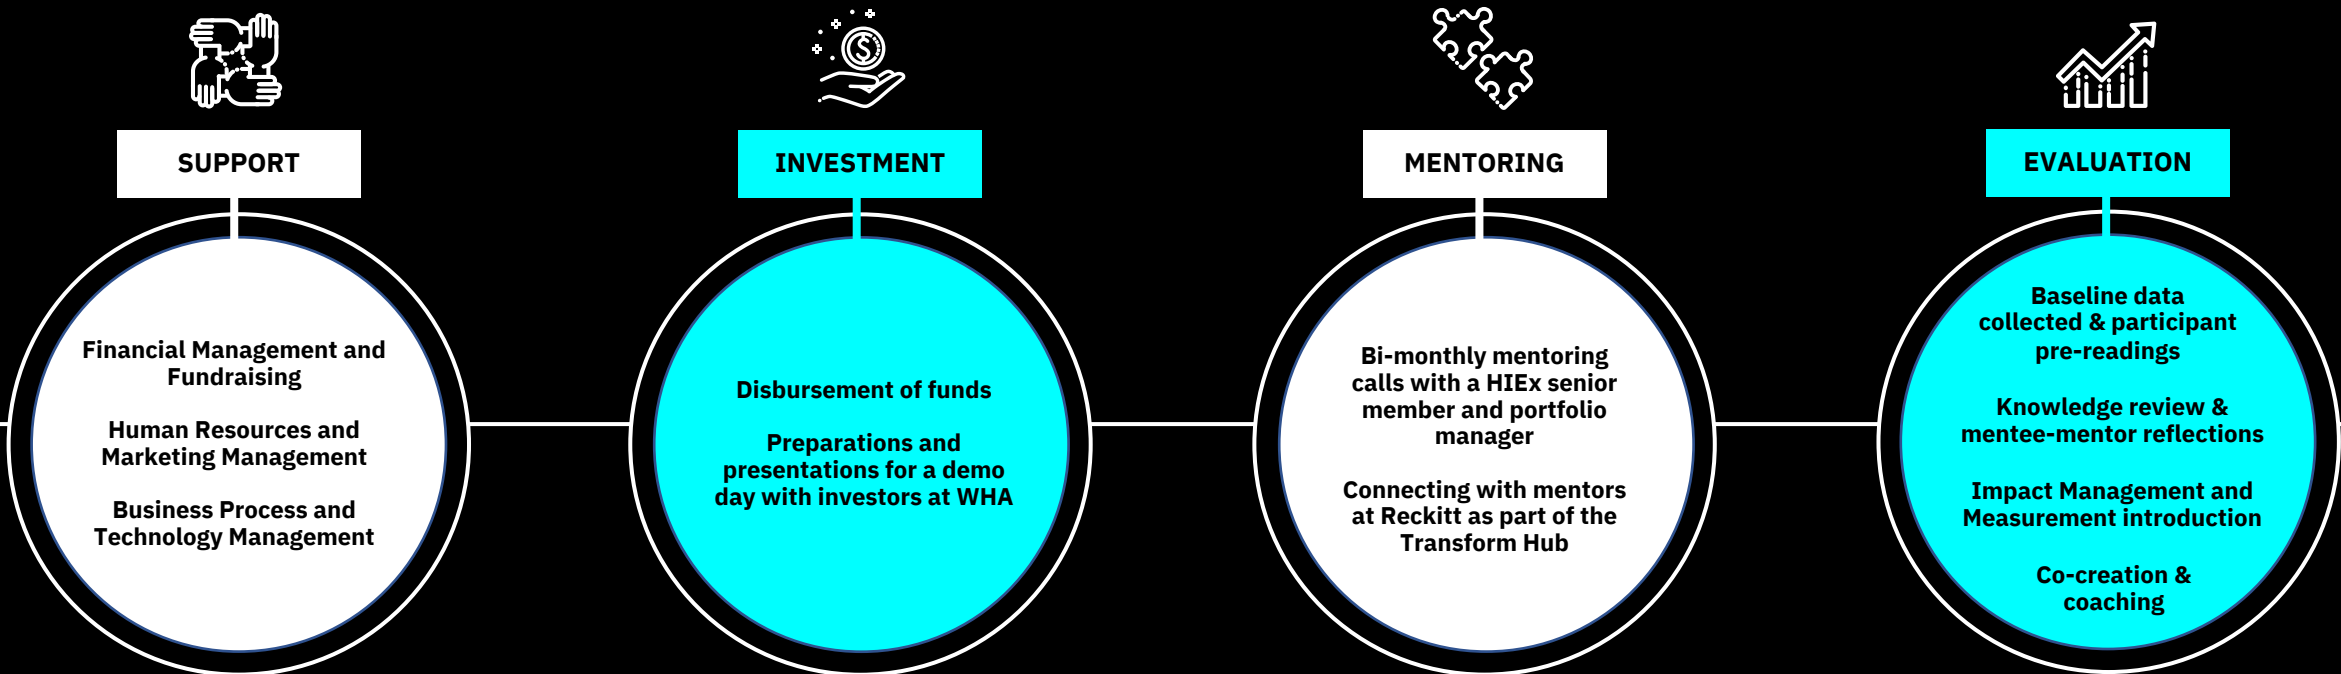 SUPPORT
Financial Management and
Fundraising
Human Resources and
Marketing Management
Business Process and
Technology Management
INVESTMENT
Disbursement of funds
Preparations and
presentations for a demo
day with investors at WHA
MENTORING
Bi-monthly mentoring
calls with a HIEx senior
member and portfolio
manager
Connecting with mentors
at Reckitt as part of the
Transform Hub
EVALUATION
Baseline data
collected & participant
pre-readings
Knowledge review &
mentee-mentor reflections
Impact Management and
Measurement introduction
Co-creation &
coaching